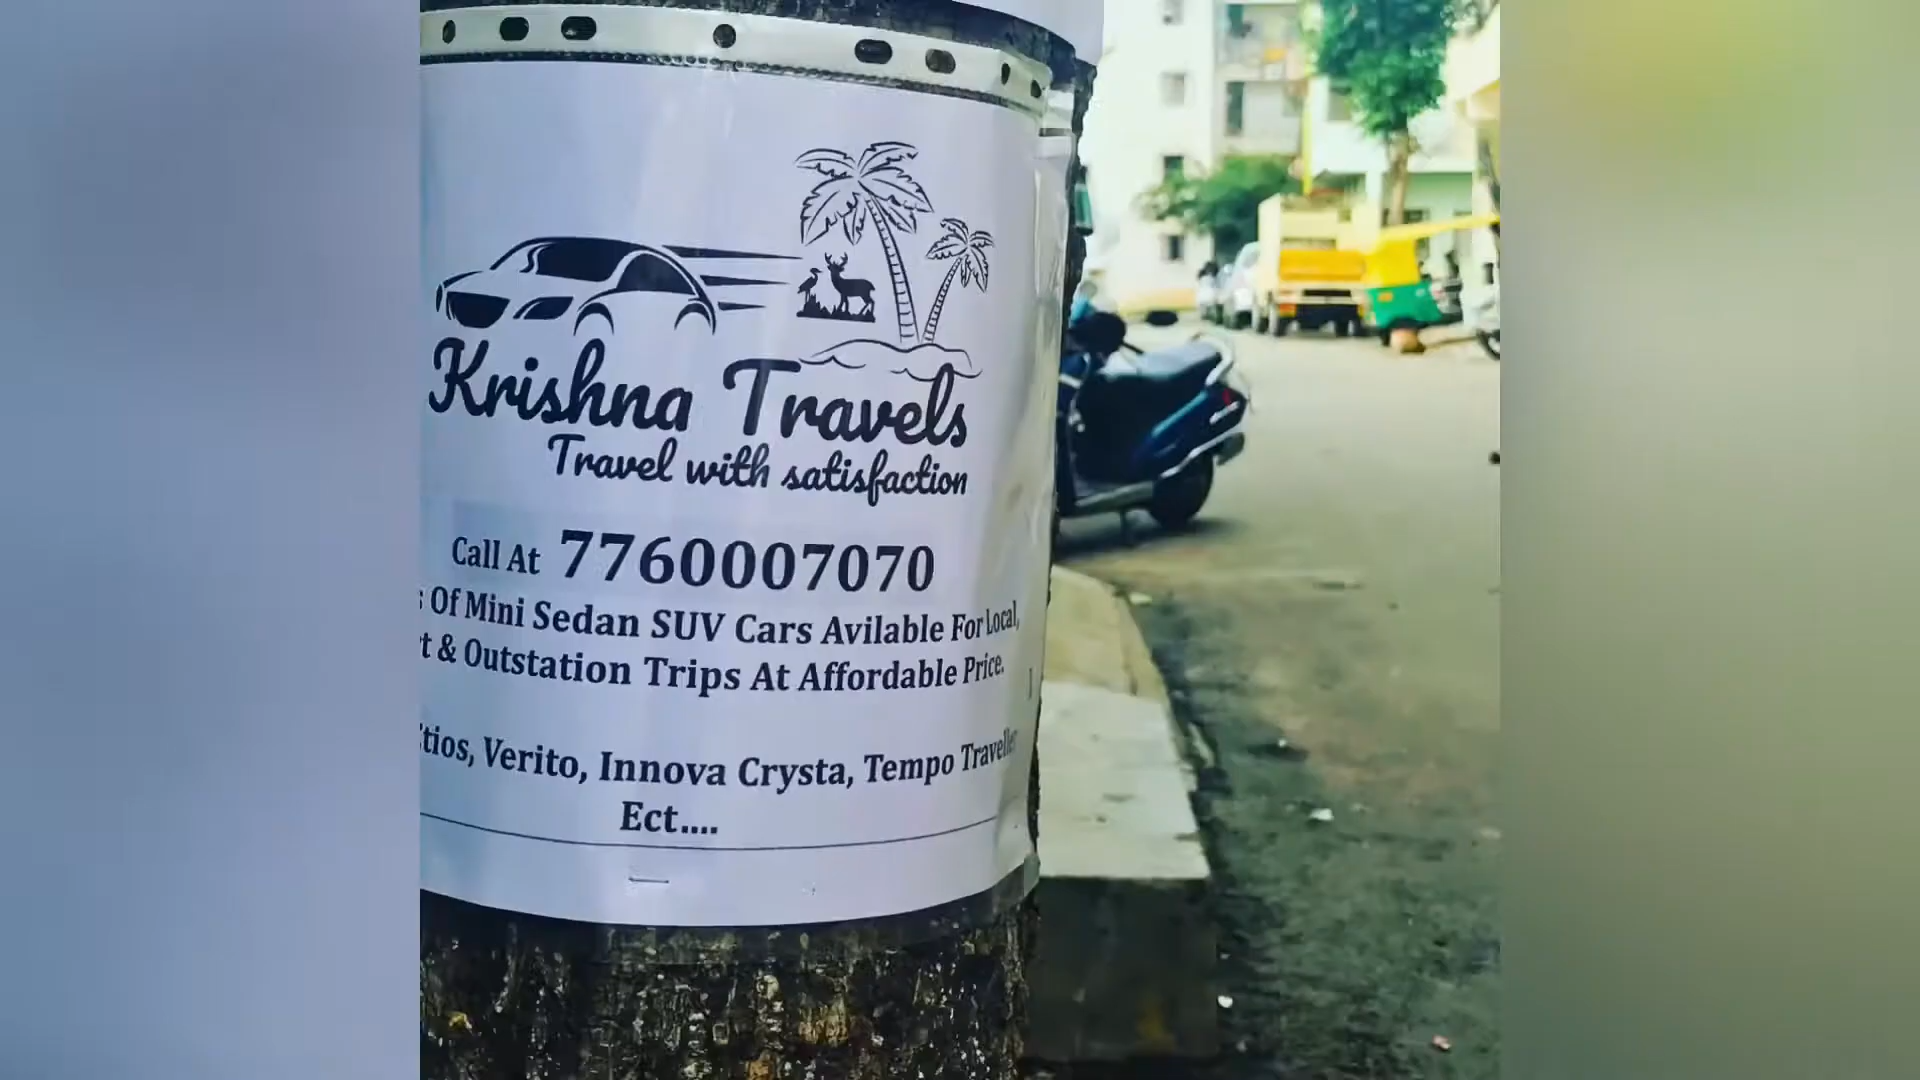 Krishna Travels
Travel with satisfaction
Call At 7760007070
Of Mini Sedan SUV Cars Avilable For Local,
& Outstation Trips At Affordable Price.
Verito, Innova Crysta, Tempo Traveller
Ect....